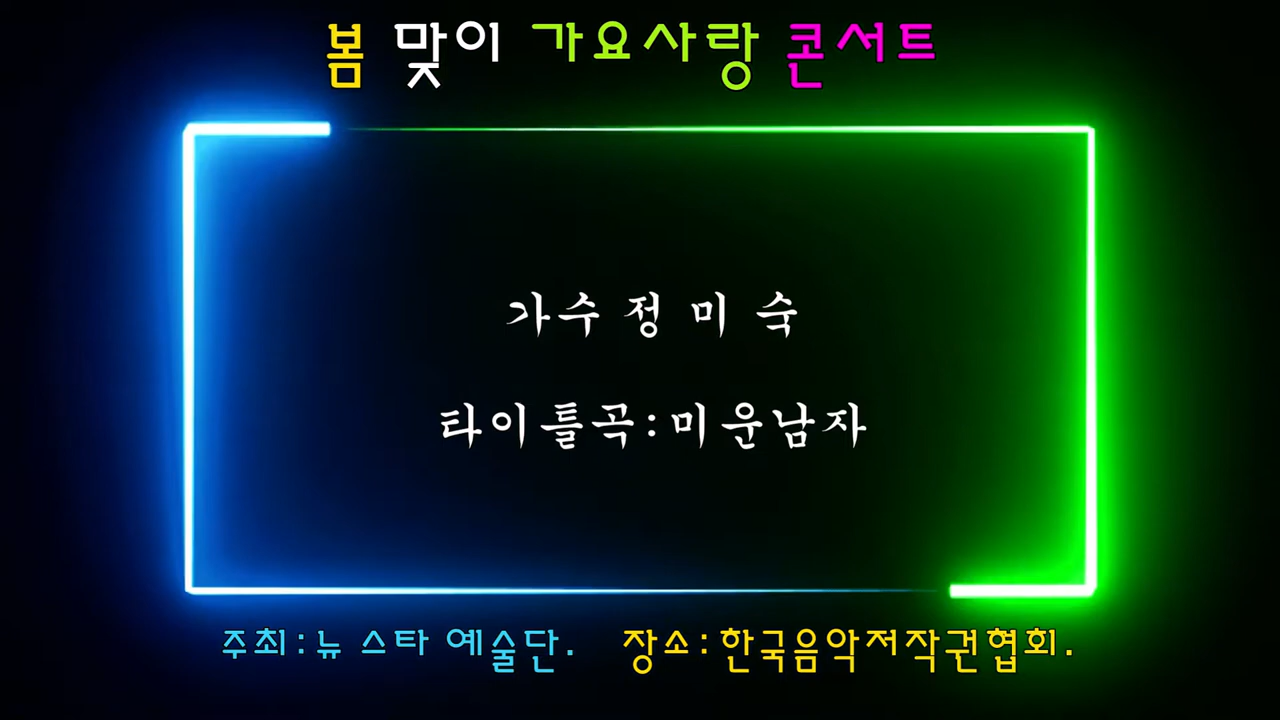 봄 맞이 가요사랑 콘서트
가수 정 미 숙
타이틀곡:미운남자
주최:뉴 스타 예술단. 장소:한국음악저작권협회.